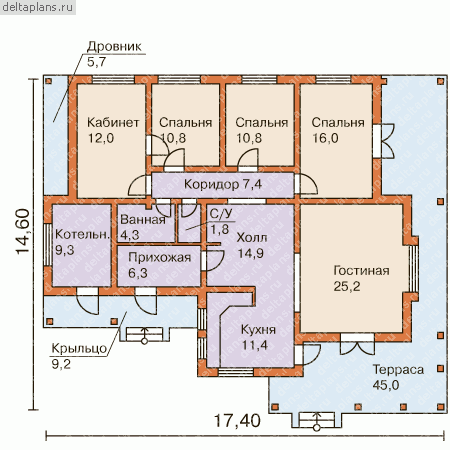 deltaplans.ru
Дровник
5,7
Кабинет
12,0
Спальня
10,8
Спальня
10,8
Спальня
16,0
Коридор 7,4
Котельн.
9,3
Ванная
4,3
С/У
1,8
Холл
14,9
Прихожая
6,3
Гостиная
25,2
Кухня
11,4
Крыльцо
9,2
Терраса
45,0
14,60
17,40